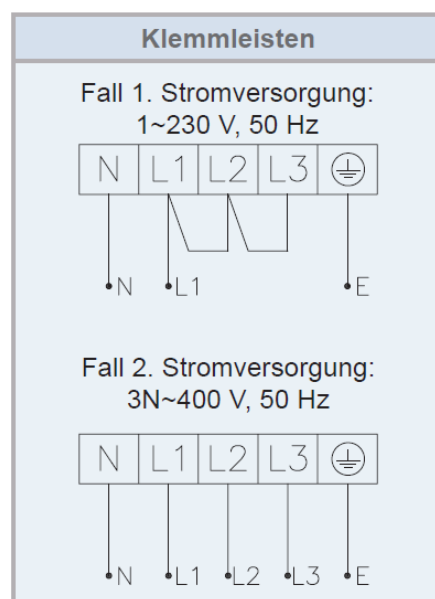 Klemmleisten
Fall 1. Stromversorgung:
1~230 V, 50 Hz
N L1 L2 L3
N L1 E
Fall 2. Stromversorgung:
3N~400 V, 50 Hz
N L1 L2 L3
N L1 L2 L3 E